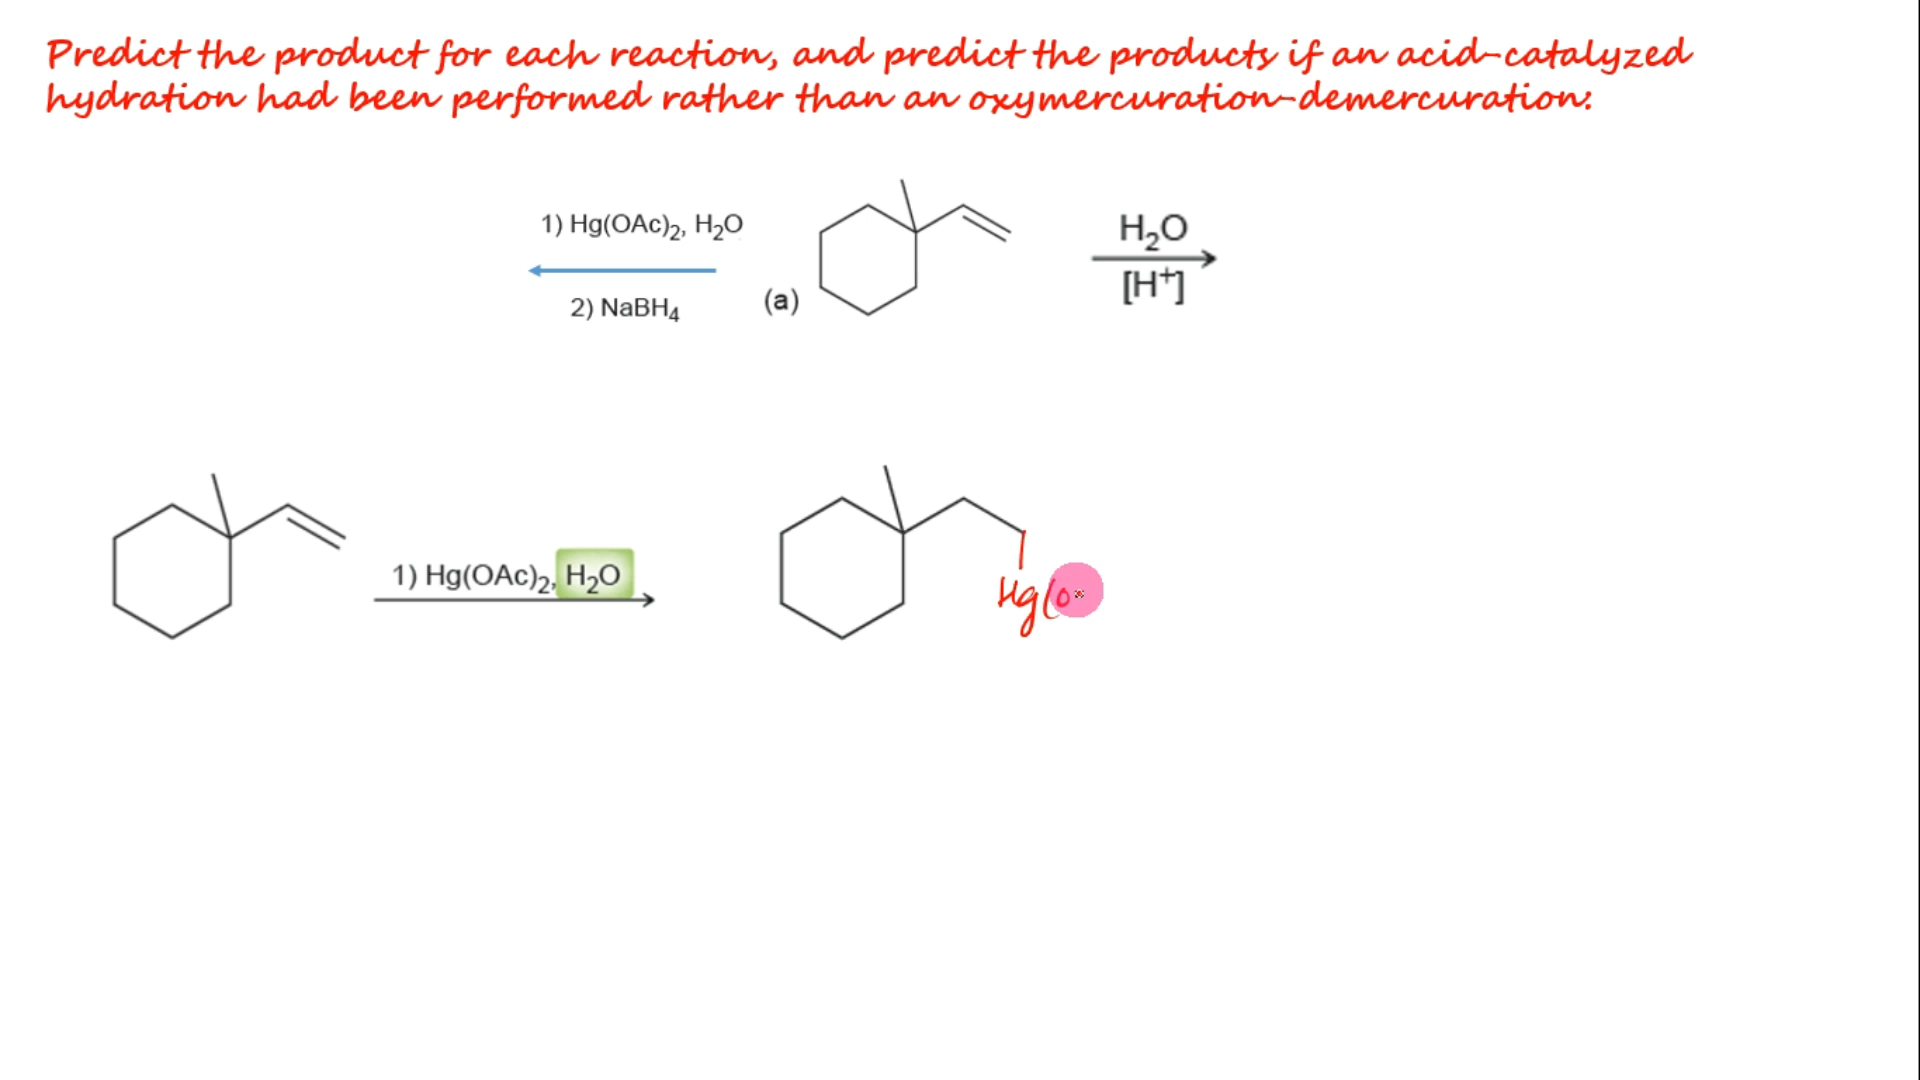 Predict the product for each reaction, and predict the products if an acid-catalyzed
hydration had been performed rather than an oxymercuration-demercuration:
1) Hg(OAc)₂, H₂O
2) NaBH₄
(a)
H₂O
[H⁺]
1) Hg(OAc)₂, H₂O
Hg(O